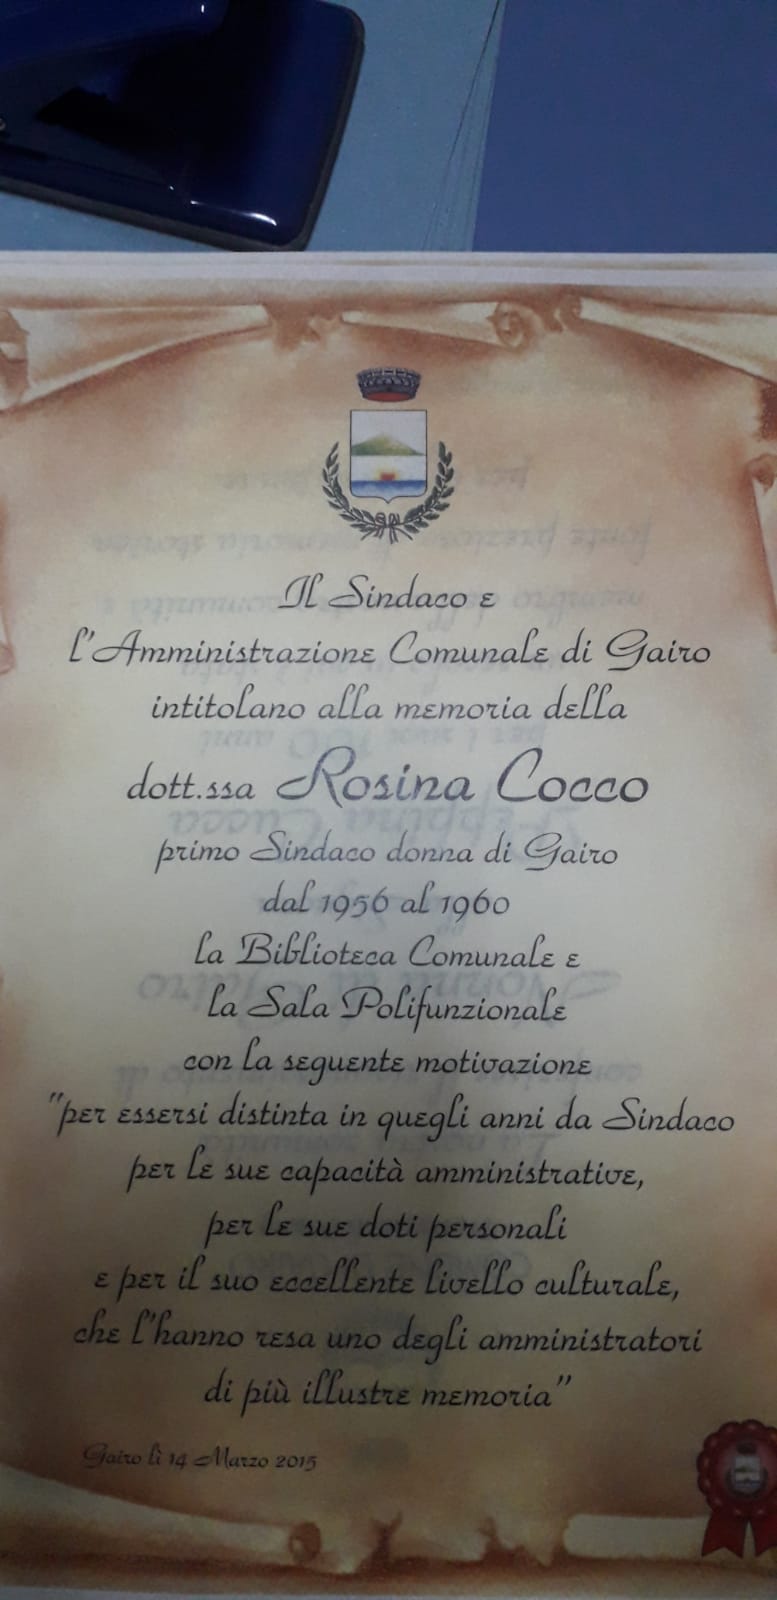 Il Sindaco e
l'Amministrazione Comunale di Gairo
intitolano alla memoria della
dott.ssa Rosina Cocco
primo Sindaco donna di Gairo
dal 1956 al 1960
la Biblioteca Comunale e
la Sala Polifunzionale
con la seguente motivazione
"per essersi distinta in quegli anni da Sindaco
per le sue capacità amministrative,
per le sue doti personali
e per il suo eccellente livello culturale,
che l'hanno resa uno degli amministratori
di più illustre memoria"
Gairo lì 14 Marzo 2015